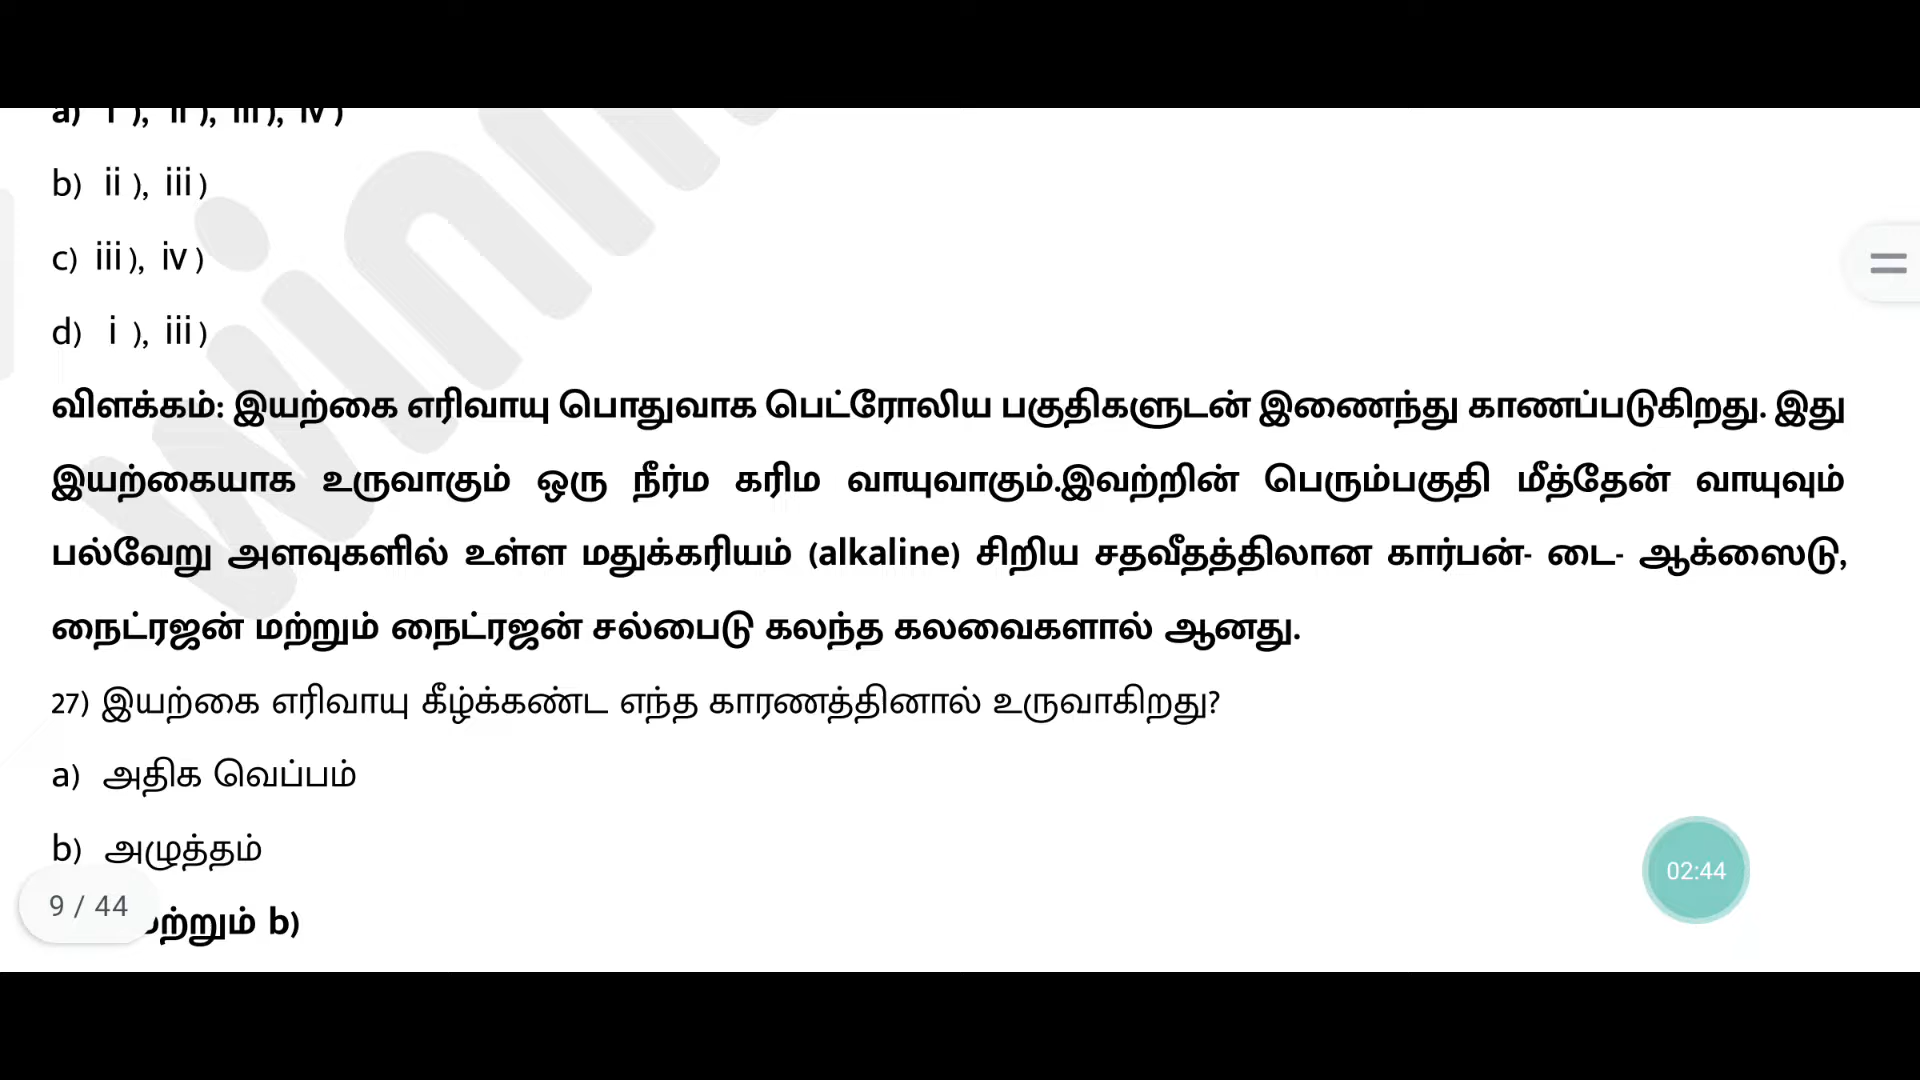 a) i ), ii ), iii ), iv )
b) ii ), iii )
c) iii ), iv )
d) i ), iii )
விளக்கம்: இயற்கை எரிவாயு பொதுவாக பெட்ரோலிய பகுதிகளுடன் இணைந்து காணப்படுகிறது. இது
இயற்கையாக உருவாகும் ஒரு நீர்ம கரிம வாயுவாகும்.இவற்றின் பெரும்பகுதி மீத்தேன் வாயுவும்
பல்வேறு அளவுகளில் உள்ள மதுக்கரியம் (alkaline) சிறிய சதவீதத்திலான கார்பன்- டை- ஆக்ஸைடு,
நைட்ரஜன் மற்றும் நைட்ரஜன் சல்பைடு கலந்த கலவைகளால் ஆனது.
27) இயற்கை எரிவாயு கீழ்க்கண்ட எந்த காரணத்தினால் உருவாகிறது?
a) அதிக வெப்பம்
b) அழுத்தம்
02:44
9 / 44
b)